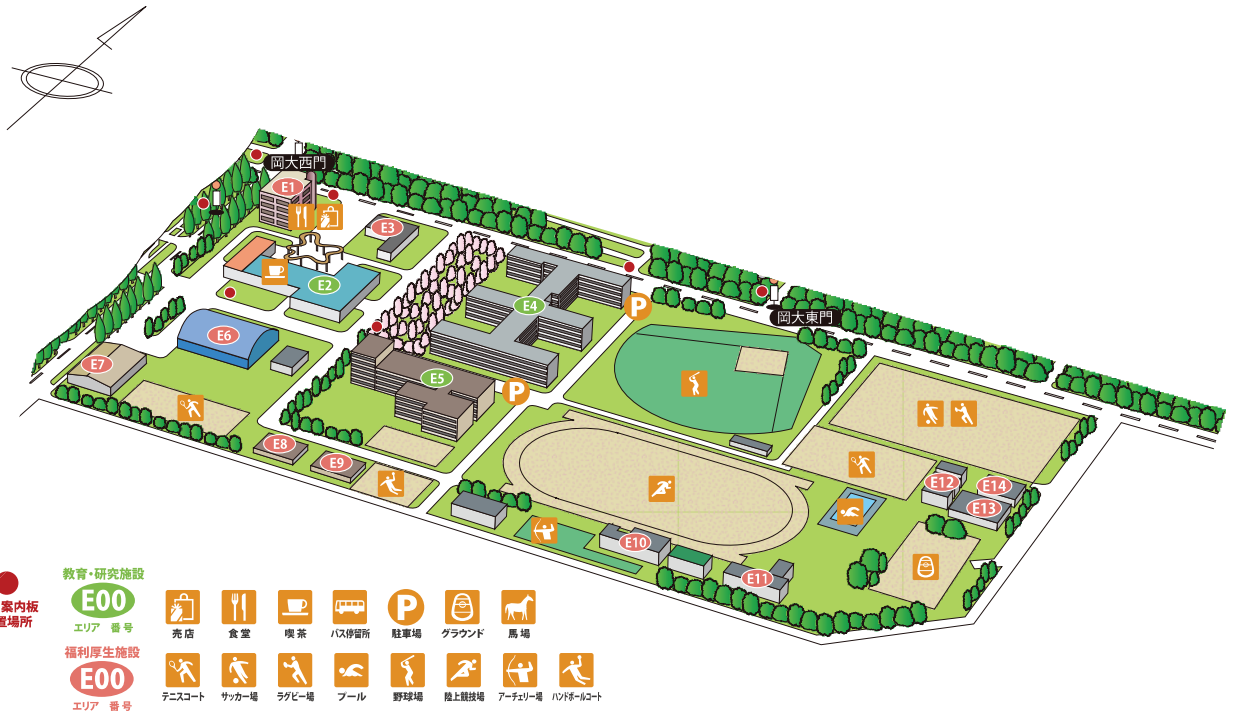 岡大西門
E1
E3
E2
E4
岡大東門
E6
P
E7
E5
P
E8
E9
E12
E14
E13
E10
E11
案内板
置場所
教育・研究施設
E00
エリア 番号
福利厚生施設
E00
エリア 番号
売店
食堂
喫茶
バス停留所
P
駐車場
グラウンド
馬場
テニスコート
サッカー場
ラグビー場
プール
野球場
陸上競技場
アーチェリー場
ハンドボールコート